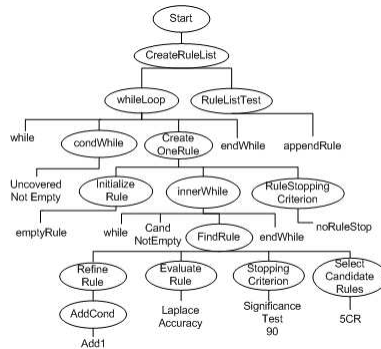 Start
CreateRuleList
whileLoop
RuleListTest
while
condWhile
Create
OneRule
endWhile
appendRule
Uncovered
Not Empty
Initialize
Rule
innerWhile
RuleStopping
Criterion
emptyRule
while
Cand
NotEmpty
FindRule
endWhile
noRuleStop
Refine
Rule
Evaluate
Rule
Stopping
Criterion
Select
Candidate
Rules
AddCond
Laplace
Accuracy
Significance
Test
90
5CR
Add1